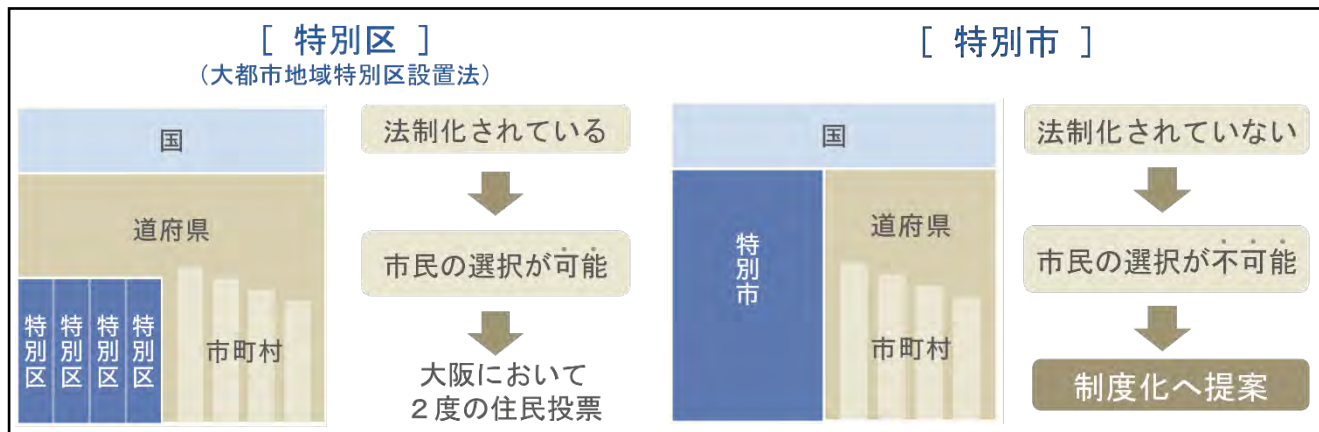 [ 特別区 ]
（大都市地域特別区設置法）
国
道府県
特別区
特別区
特別区
特別区
市町村
法制化されている
市民の選択が可能
大阪において
２度の住民投票
[ 特別市 ]
国
特別市
道府県
市町村
法制化されていない
市民の選択が不可能
制度化へ提案